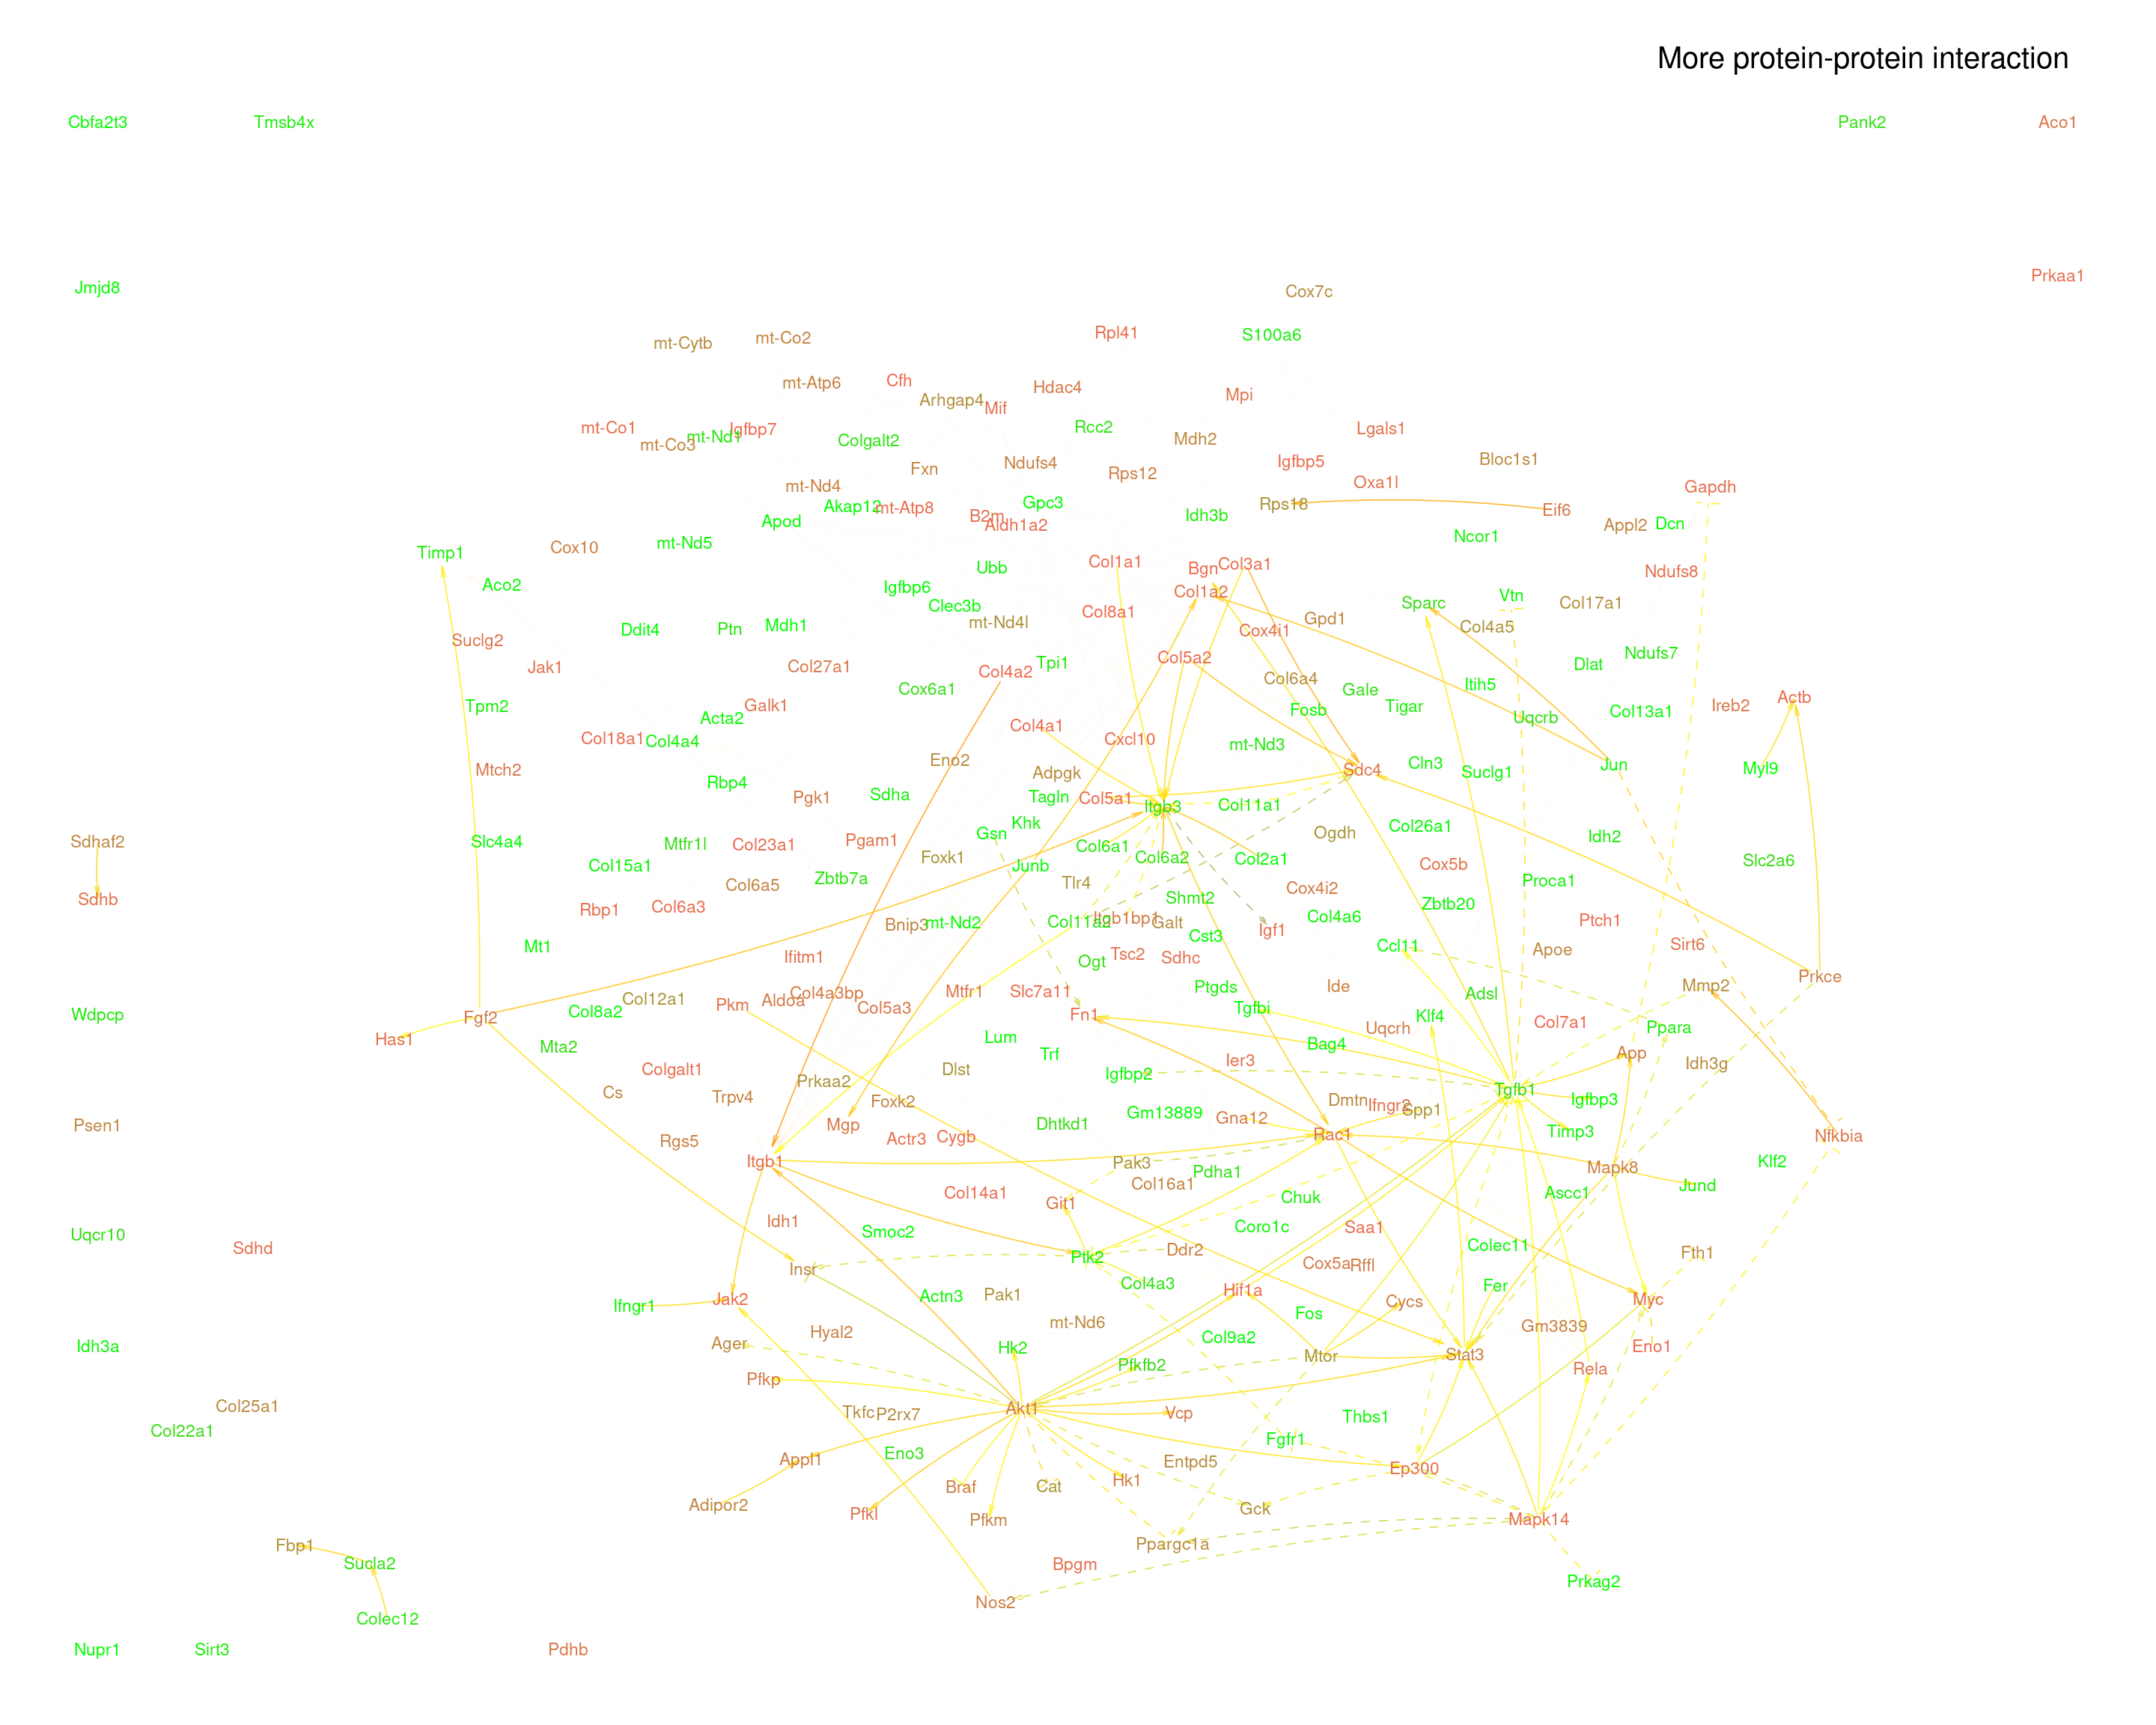 More protein-protein interaction
Cbfa2t3
Tmsb4x
Pank2
Aco1
Prkaa1
Jmjd8
Cox7c
Rpl41
S100a6
mt-Co2
mt-Cytb
mt-Atp6
Cfh
Hdac4
Mpi
Arhgap4
Mif
mt-Co1
Igfbp7
mt-Nd1
Rcc2
Lgals1
mt-Co3
Colgalt2
Mdh2
Fxn
Ndufs4
Igfbp5
Bloc1s1
Rps12
mt-Nd4
Oxa1l
Gapdh
Akap12
mt-Atp8
Gpc3
Rps18
Eif6
Apod
B2m
Aldh1a2
Idh3b
Appl2
Dcn
Ncor1
Timp1
Cox10
mt-Nd5
Col1a1
Col3a1
Bgn
Ubb
Ndufs8
Aco2
Igfbp6
Col1a2
Vtn
Clec3b
Col8a1
Sparc
Col17a1
mt-Nd4l
Gpd1
Ddit4
Ptn
Mdh1
Cox4i1
Col4a5
Suclg2
Jak1
Col27a1
Col4a2
Tpi1
Col5a2
Dlat
Ndufs7
Col6a4
Cox6a1
Gale
Itih5
Actb
Tpm2
Acta2
Galk1
Fosb
Tigar
Uqcrb
Col13a1
Ireb2
Col18a1
Col4a4
Col4a1
Cxcl10
mt-Nd3
Mtch2
Eno2
Adpgk
Sdc4
Cln3
Suclg1
Jun
Myl9
Rbp4
Pgk1
Sdha
Tagln
Col5a1
Itgb3
Col11a1
Sdhaf2
Slc4a4
Mtfr1l
Col23a1
Pgam1
Gsn
Khk
Ogdh
Col26a1
Idh2
Col15a1
Foxk1
Junb
Col6a1
Col6a2
Col2a1
Cox5b
Slc2a6
Sdhb
Col6a5
Zbtb7a
Tlr4
Shmt2
Cox4i2
Proca1
Rbp1
Col6a3
Bnip3
mt-Nd2
Col11a2
Itgb1bp1
Galt
Igf1
Col4a6
Zbtb20
Ptch1
Mt1
Ifitm1
Ogt
Tsc2
Sdhc
Cst3
Ccl11
Apoe
Sirt6
Wdpcp
Fgf2
Col8a2
Col12a1
Pkm
Aldoa
Col4a3bp
Col5a3
Mtfr1
Slc7a11
Fn1
Ptgds
Tgfbi
Ide
Adsl
Mmp2
Prkce
Has1
Mta2
Lum
Trf
Klf4
Uqcrh
Col7a1
Ppara
Colgalt1
Dlst
Igfbp2
Ier3
Bag4
App
Idh3g
Cs
Trpv4
Prkaa2
Foxk2
Tgfb1
Igfbp3
Psen1
Rgs5
Mgp
Actr3
Cygb
Dhtkd1
Gm13889
Gna12
Dmtn
Ifngr2
Spp1
Rac1
Timp3
Nfkbia
Itgb1
Pak3
Pdha1
Mapk8
Klf2
Uqcr10
Sdhd
Idh1
Smoc2
Col14a1
Git1
Col16a1
Chuk
Ascc1
Jund
Coro1c
Saa1
Colec11
Insr
Ptk2
Ddr2
Cox5a
Rffl
Fth1
Ifngr1
Jak2
Actn3
Pak1
Col4a3
Hif1a
Fos
Cycs
Fer
Myc
Idh3a
Ager
Hyal2
Hk2
mt-Nd6
Col9a2
Mtor
Stat3
Gm3839
Eno1
Pfkp
Pfkfb2
Rela
Col25a1
Col22a1
Tkfc
P2rx7
Akt1
Vcp
Thbs1
Appl1
Eno3
Fgfr1
Ep300
Adipor2
Pfkl
Braf
Cat
Hk1
Entpd5
Fbp1
Sucla2
Pfkm
Gck
Mapk14
Ppargc1a
Bpgm
Prkag2
Colec12
Nos2
Nupr1
Sirt3
Pdhb